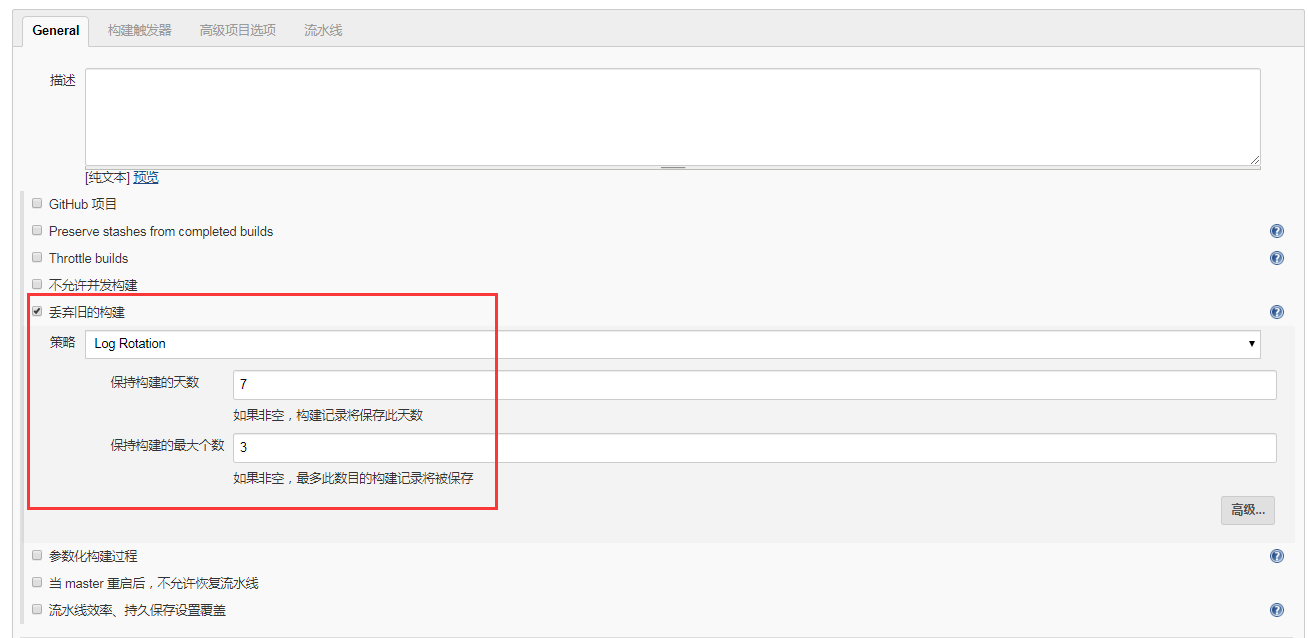 General 构建触发器 高级项目选项 流水线
描述
[纯文本] 预览
GitHub 项目
Preserve stashes from completed builds
Throttle builds
不允许并发构建
丢弃旧的构建
策略 Log Rotation
保持构建的天数 7
如果非空，构建记录将保存此天数
保持构建的最大个数 3
如果非空，最多此数目的构建记录将被保存
高级...
参数化构建过程
当 master 重启后，不允许恢复流水线
流水线效率、持久保存设置覆盖